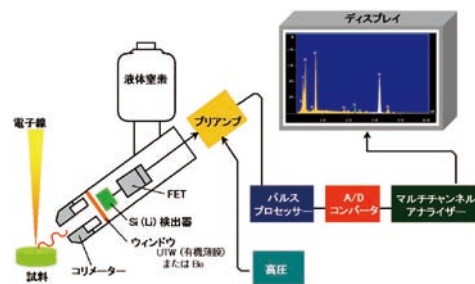 ディスプレイ
液体窒素
電子線
プリアンプ
FET
Si (Li) 検出器
ウィンドウ
UTW (有機薄膜)
または Be
コリメーター
試料
パルス
プロセッサー
A/D
コンバータ
マルチチャンネル
アナライザー
高圧